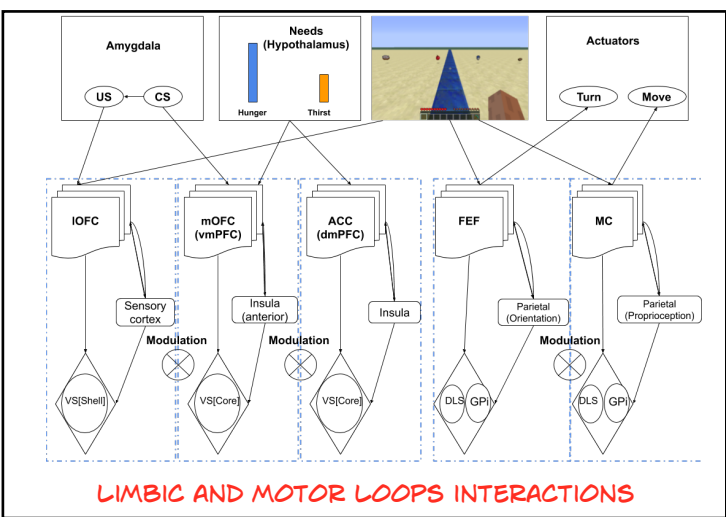 Amygdala
US
CS
Needs
(Hypothalamus)
Hunger
Thirst
Actuators
Turn
Move
lOFC
mOFC
(vmPFC)
ACC
(dmPFC)
FEF
MC
Sensory
cortex
Insula
(anterior)
Insula
Parietal
(Orientation)
Parietal
(Proprioception)
Modulation
Modulation
Modulation
VS[Shell]
VS[Core]
VS[Core]
DLS
GPi
DLS
GPi
LIMBIC AND MOTOR LOOPS INTERACTIONS